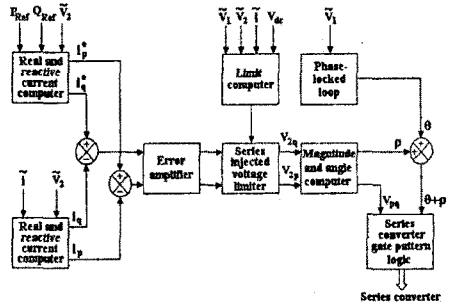 P_Ref Q_Ref Ṽ_2
Ṽ_1 Ṽ_2 ĩ V_dc
Ṽ_1
Real and reactive current computer
I_p*
I_q*
Limit computer
Phase-locked loop
θ
Error amplifier
Series injected voltage limiter
V_2q
V_2p
Magnitude and angle computer
ρ
θ+ρ
V_pq
ĩ Ṽ_2
Real and reactive current computer
I_q
I_p
Series converter gate pattern logic
Series converter